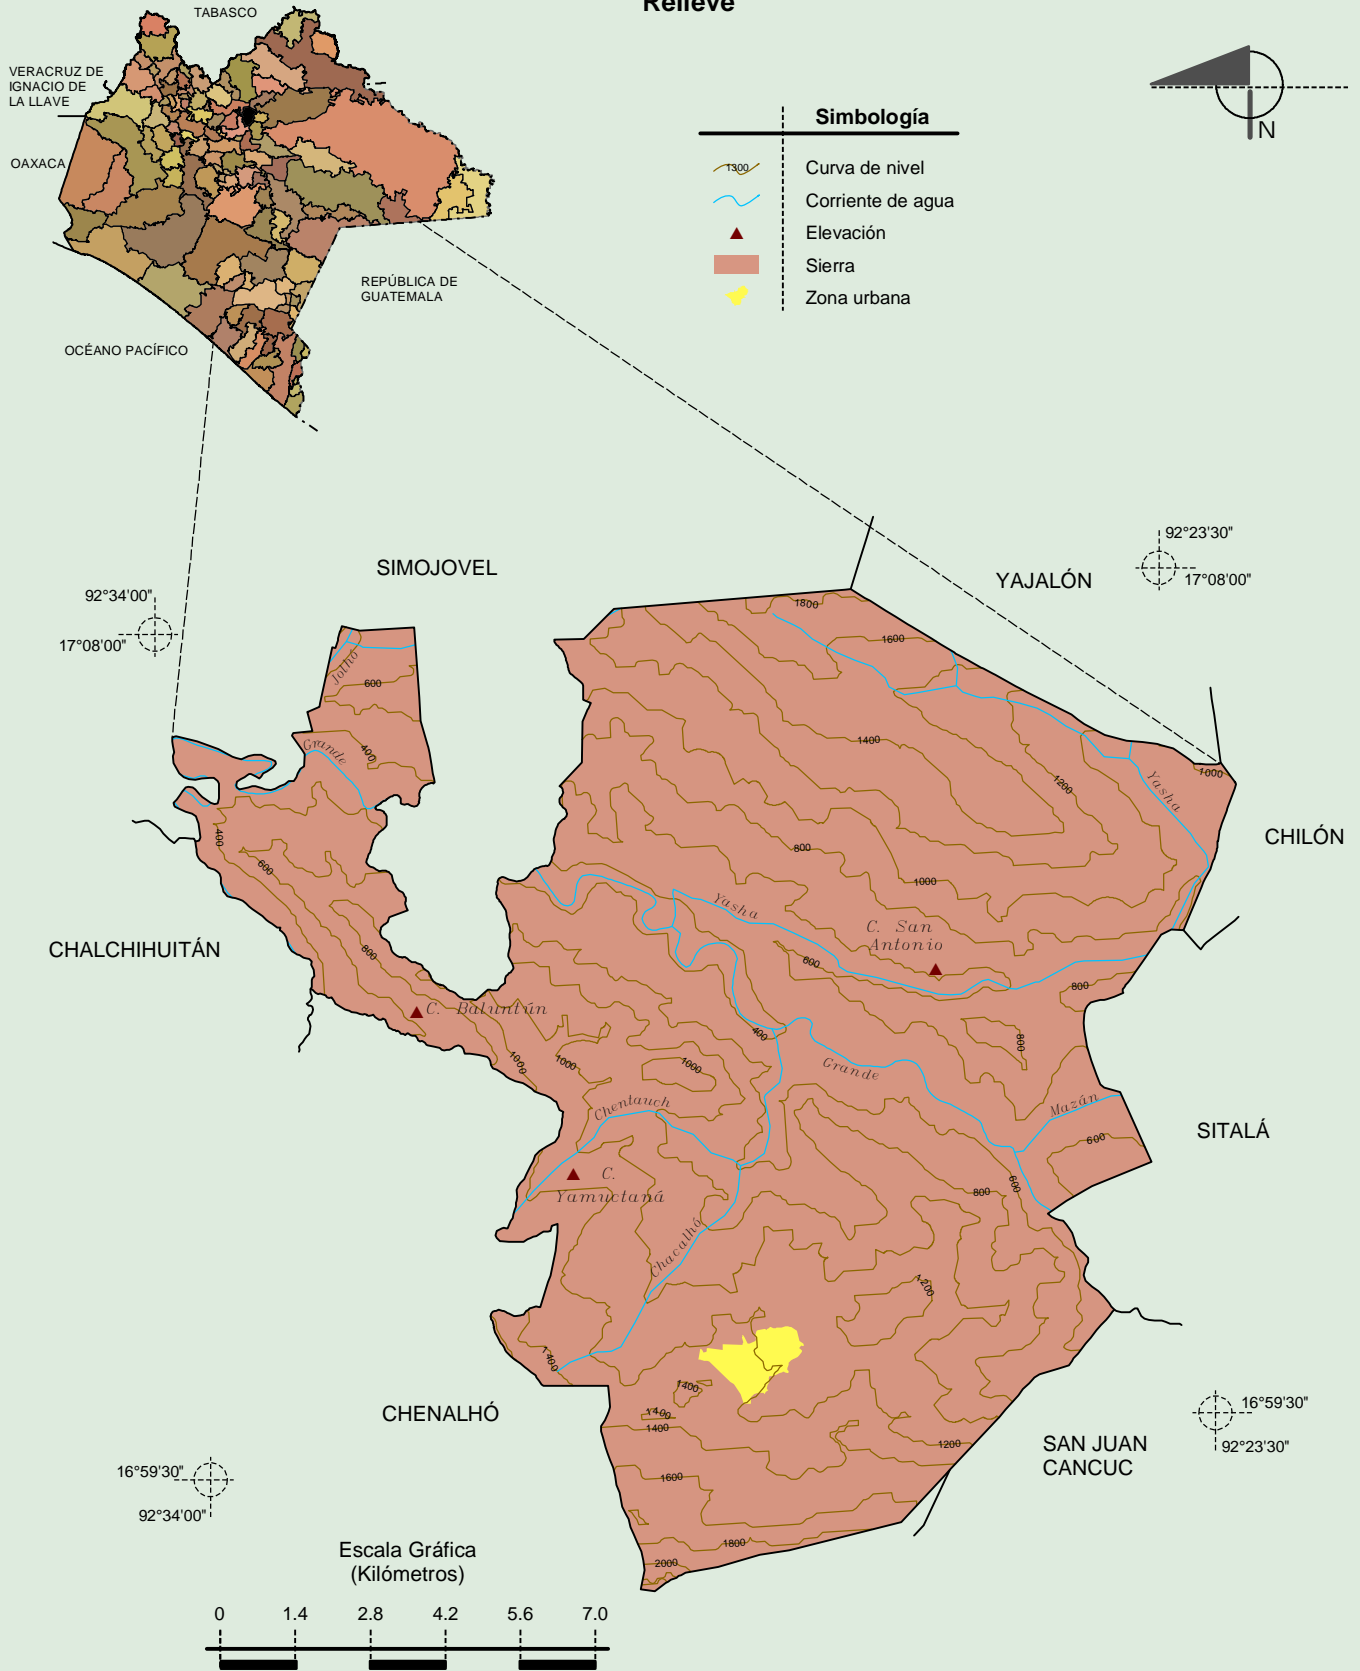 Relieve
TABASCO
VERACRUZ DE
IGNACIO DE
LA LLAVE
OAXACA
REPÚBLICA DE
GUATEMALA
OCÉANO PACÍFICO
N
Simbología
1300
Curva de nivel
Corriente de agua
Elevación
Sierra
Zona urbana
92°23'30"
17°08'00"
92°34'00"
17°08'00"
SIMOJOVEL
YAJALÓN
CHILÓN
CHALCHIHUITÁN
SITALÁ
CHENALHÓ
SAN JUAN
CANCUC
1800
1600
Jolhó
600
Grande
400
1400
1200
Yasha
1000
400
600
800
1000
800
Yasha
C. San
Antonio
600
800
C. Baluntún
400
800
1000
1000
1000
Grande
Chentauch
Mazán
600
C.
Yamuctaná
800
600
Chacalhó
1200
1400
1400
1400
1400
1200
1600
1800
2000
16°59'30"
92°23'30"
16°59'30"
92°34'00"
Escala Gráfica
(Kilómetros)
0 1.4 2.8 4.2 5.6 7.0